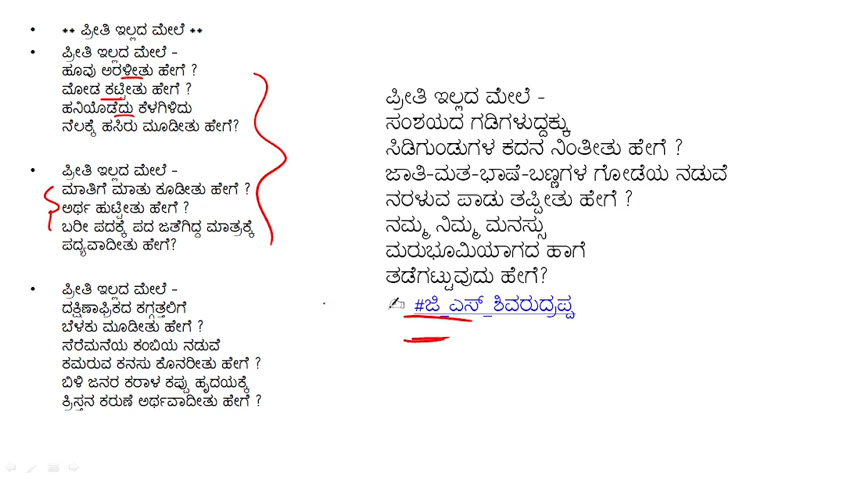 ** ಪ್ರೀತಿ ಇಲ್ಲದ ಮೇಲೆ **
ಪ್ರೀತಿ ಇಲ್ಲದ ಮೇಲೆ -
ಹೂವು ಅರಳೀತು ಹೇಗೆ ?
ಮೋಡ ಕಟ್ಟೀತು ಹೇಗೆ ?
ಹನಿಯೊಡೆದು ಕೆಳಗಿಳಿದು
ನೆಲಕ್ಕೆ ಹಸಿರು ಮೂಡೀತು ಹೇಗೆ?
ಪ್ರೀತಿ ಇಲ್ಲದ ಮೇಲೆ -
ಮಾತಿಗೆ ಮಾತು ಕೂಡೀತು ಹೇಗೆ ?
ಅರ್ಥ ಹುಟ್ಟೀತು ಹೇಗೆ ?
ಬರೀ ಪದಕ್ಕೆ ಪದ ಜತೆಗಿದ್ದ ಮಾತ್ರಕ್ಕೆ
ಪದ್ಯವಾದೀತು ಹೇಗೆ?
ಪ್ರೀತಿ ಇಲ್ಲದ ಮೇಲೆ -
ದಕ್ಷಿಣಾಫ್ರಿಕದ ಕಗ್ಗತ್ತಲಿಗೆ
ಬೆಳಕು ಮೂಡೀತು ಹೇಗೆ ?
ಸೆರೆಮನೆಯ ಕಂಬಿಯ ನಡುವೆ
ಕಮರುವ ಕನಸು ಕೊನರೀತು ಹೇಗೆ ?
ಬಿಳಿ ಜನರ ಕರಾಳ ಕಪ್ಪು ಹೃದಯಕ್ಕೆ
ಕ್ರಿಸ್ತನ ಕರುಣೆ ಅರ್ಥವಾದೀತು ಹೇಗೆ ?
ಪ್ರೀತಿ ಇಲ್ಲದ ಮೇಲೆ -
ಸಂಶಯದ ಗಡಿಗಳುದ್ದಕ್ಕು
ಸಿಡಿಗುಂಡುಗಳ ಕದನ ನಿಂತೀತು ಹೇಗೆ ?
ಜಾತಿ-ಮತ-ಭಾಷೆ-ಬಣ್ಣಗಳ ಗೋಡೆಯ ನಡುವೆ
ನರಳುವ ಪಾಡು ತಪ್ಪೀತು ಹೇಗೆ ?
ನಮ್ಮ ನಿಮ್ಮ ಮನಸ್ಸು
ಮರುಭೂಮಿಯಾಗದ ಹಾಗೆ
ತಡೆಗಟ್ಟುವುದು ಹೇಗೆ?
✍ #ಜಿ_ಎಸ್_ಶಿವರುದ್ರಪ್ಪ